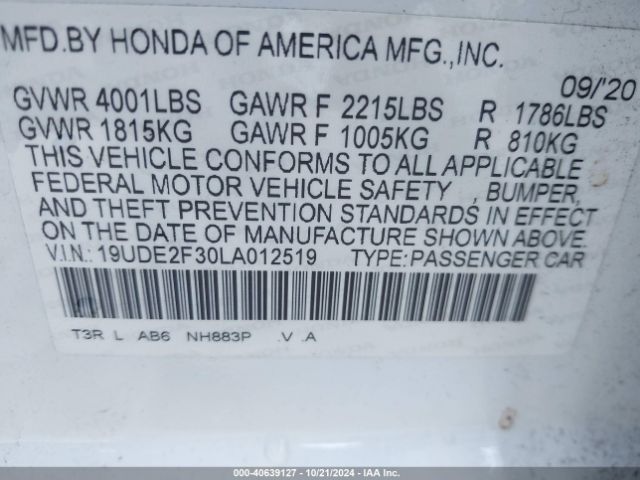 MFD.BY HONDA OF AMERICA MFG.,INC.
09/'20
GVWR 4001LBS GAWR F 2215LBS R 1786LBS
GVWR 1815KG GAWR F 1005KG R 810KG
THIS VEHICLE CONFORMS TO ALL APPLICABLE
FEDERAL MOTOR VEHICLE SAFETY , BUMPER,
AND THEFT PREVENTION STANDARDS IN EFFECT
ON THE DATE OF MANUFACTURE SHOWN ABOVE.
V.I.N.: 19UDE2F30LA012519 TYPE:PASSENGER CAR
T3R L AB6 NH883P .V .A
000-40639127 - 10/21/2024 - IAA Inc.